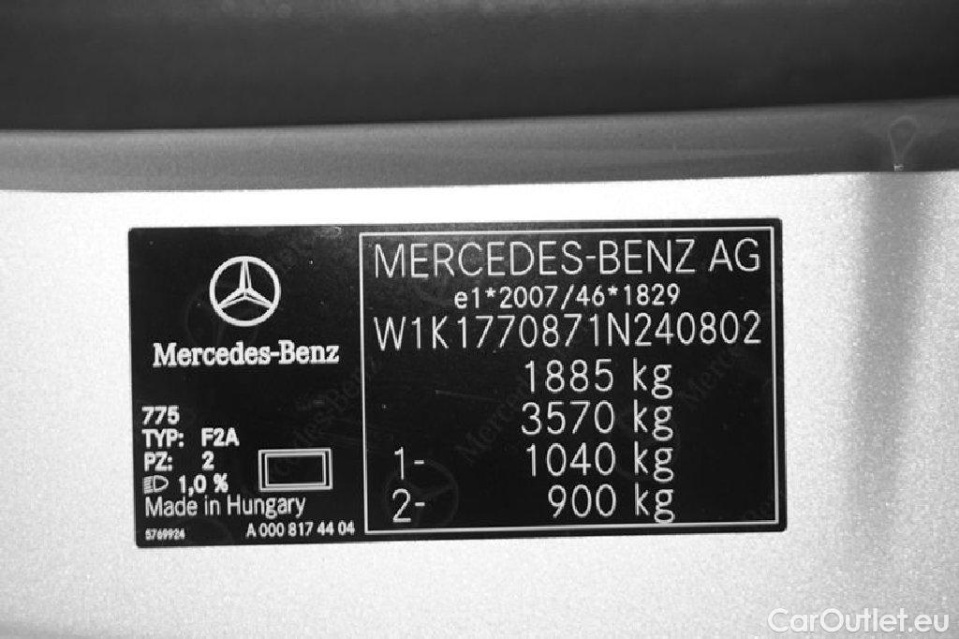 Mercedes-Benz
775
TYP: F2A
PZ: 2
1,0 %
Made in Hungary
5769924
A 000 817 44 04
MERCEDES-BENZ AG
e1*2007/46*1829
W1K1770871N240802
1885 kg
3570 kg
1- 1040 kg
2- 900 kg
CarOutlet.eu